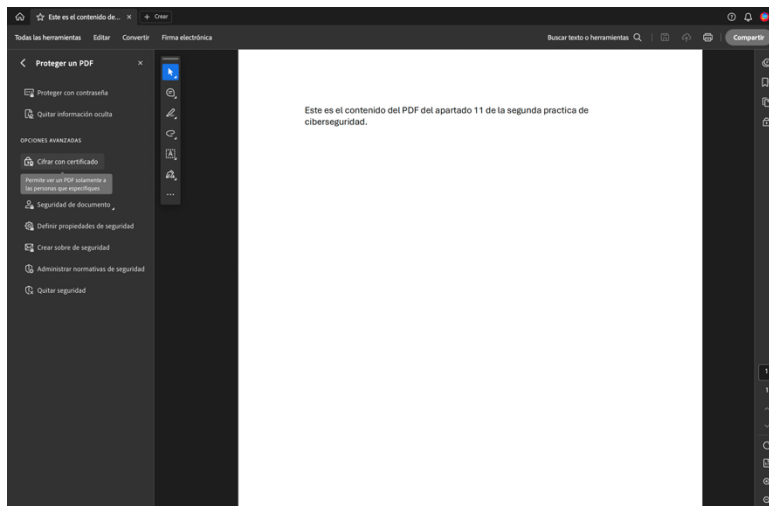 Este es el contenido de... × + Crear
Todas las herramientas Editar Convertir Firma electrónica Buscar texto o herramientas Compartir
Proteger un PDF ×
Proteger con contraseña
Quitar información oculta
OPCIONES AVANZADAS
Cifrar con certificado
Permite ver un PDF solamente a
las personas que especifiques
Seguridad de documento
Definir propiedades de seguridad
Crear sobre de seguridad
Administrar normativas de seguridad
Quitar seguridad
Este es el contenido del PDF del apartado 11 de la segunda practica de
ciberseguridad.
1
1